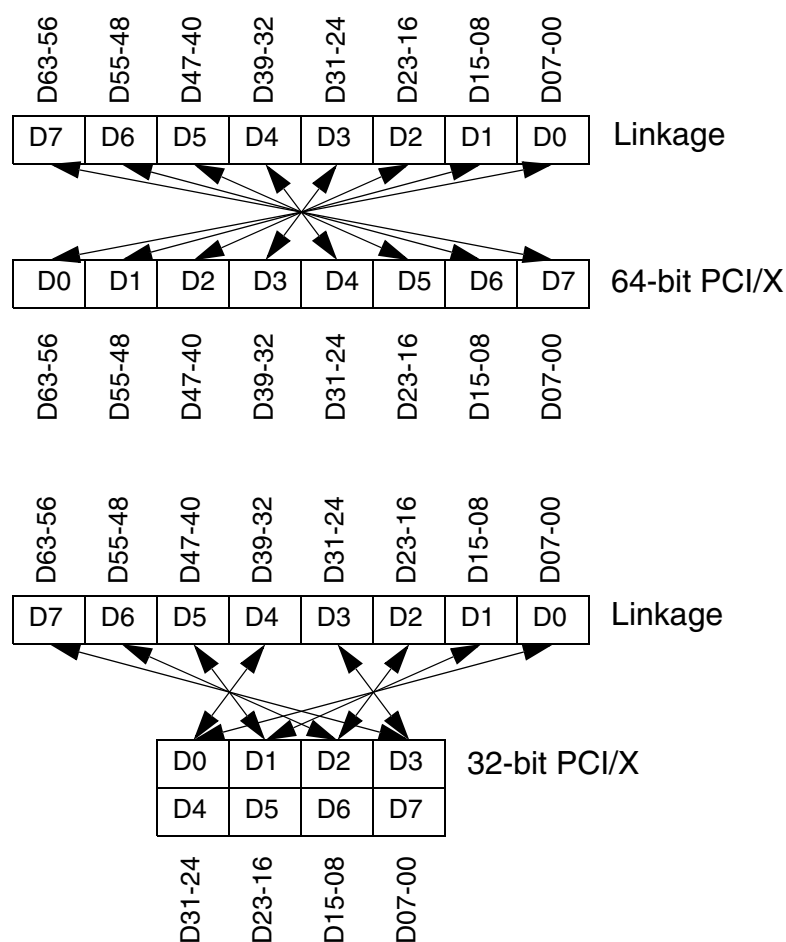 D63-56 D55-48 D47-40 D39-32 D31-24 D23-16 D15-08 D07-00
D7 D6 D5 D4 D3 D2 D1 D0 Linkage
D0 D1 D2 D3 D4 D5 D6 D7 64-bit PCI/X
D63-56 D55-48 D47-40 D39-32 D31-24 D23-16 D15-08 D07-00
D63-56 D55-48 D47-40 D39-32 D31-24 D23-16 D15-08 D07-00
D7 D6 D5 D4 D3 D2 D1 D0 Linkage
D0 D1 D2 D3 32-bit PCI/X
D4 D5 D6 D7
D31-24 D23-16 D15-08 D07-00